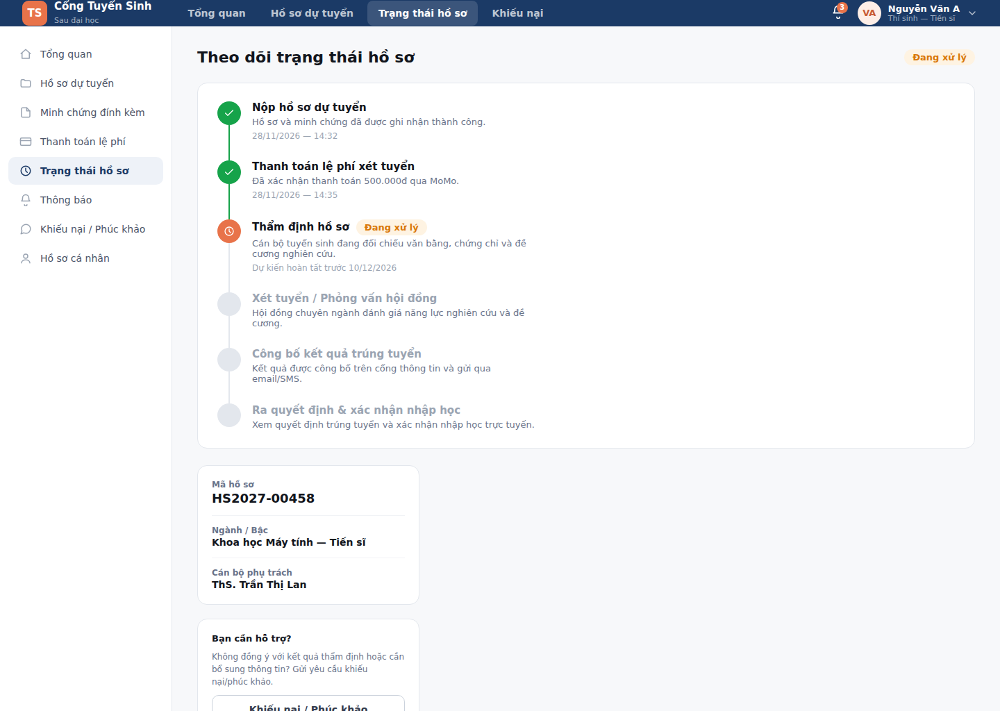 TS
Cổng Tuyển Sinh
Sau đại học
Tổng quan
Hồ sơ dự tuyển
Trạng thái hồ sơ
Khiếu nại
3
VA
Nguyễn Văn A
Thí sinh — Tiến sĩ
Tổng quan
Hồ sơ dự tuyển
Minh chứng đính kèm
Thanh toán lệ phí
Trạng thái hồ sơ
Thông báo
Khiếu nại / Phúc khảo
Hồ sơ cá nhân
Theo dõi trạng thái hồ sơ
Đang xử lý
Nộp hồ sơ dự tuyển
Hồ sơ và minh chứng đã được ghi nhận thành công.
28/11/2026 — 14:32
Thanh toán lệ phí xét tuyển
Đã xác nhận thanh toán 500.000đ qua MoMo.
28/11/2026 — 14:35
Thẩm định hồ sơ
Đang xử lý
Cán bộ tuyển sinh đang đối chiếu văn bằng, chứng chỉ và đề
cương nghiên cứu.
Dự kiến hoàn tất trước 10/12/2026
Xét tuyển / Phỏng vấn hội đồng
Hội đồng chuyên ngành đánh giá năng lực nghiên cứu và đề
cương.
Công bố kết quả trúng tuyển
Kết quả được công bố trên cổng thông tin và gửi qua
email/SMS.
Ra quyết định & xác nhận nhập học
Xem quyết định trúng tuyển và xác nhận nhập học trực tuyến.
Mã hồ sơ
HS2027-00458
Ngành / Bậc
Khoa học Máy tính — Tiến sĩ
Cán bộ phụ trách
ThS. Trần Thị Lan
Bạn cần hỗ trợ?
Không đồng ý với kết quả thẩm định hoặc cần
bổ sung thông tin? Gửi yêu cầu khiếu
nại/phúc khảo.
Khiếu nại / Phúc khảo